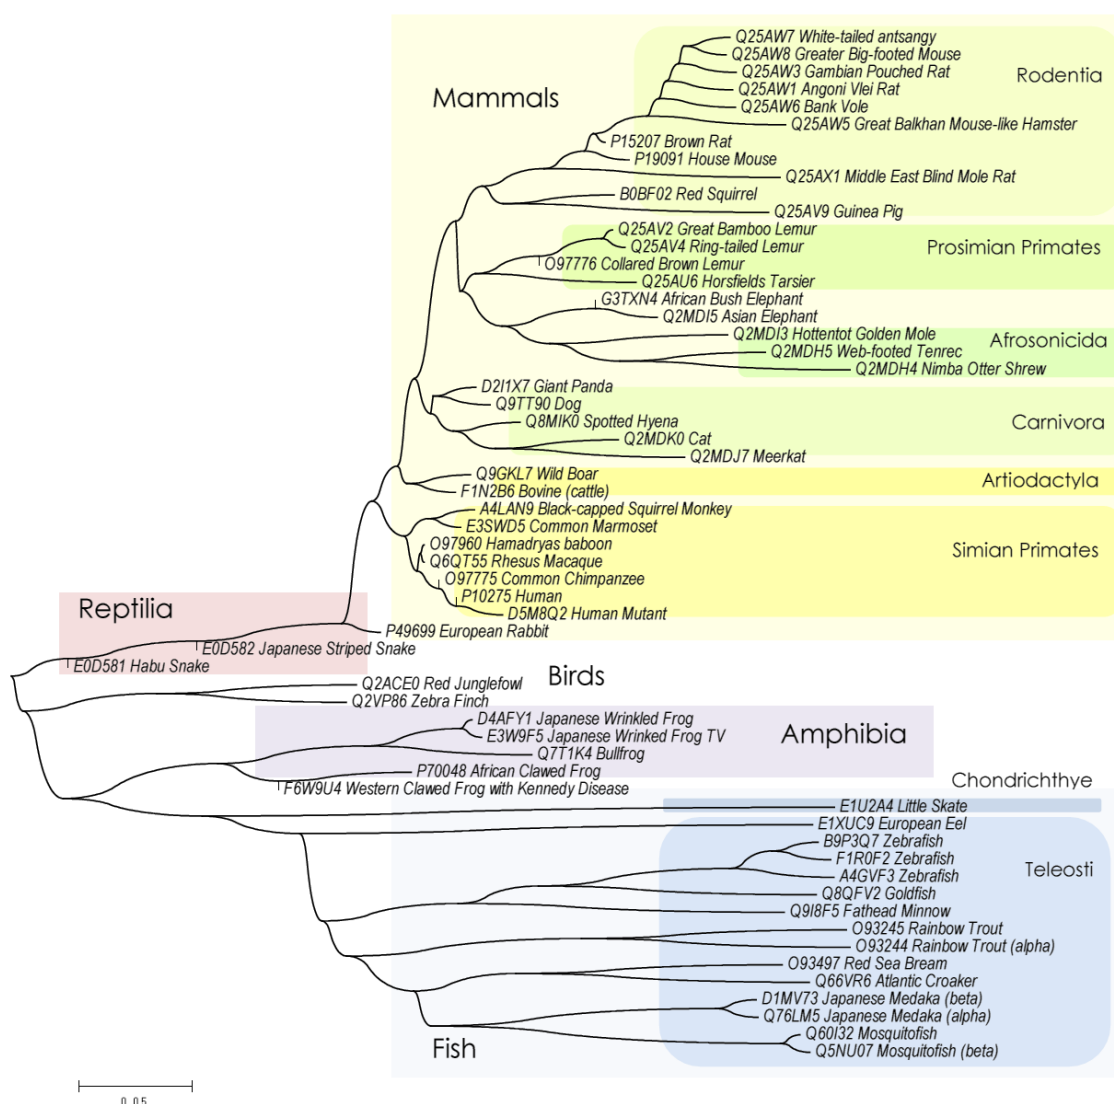 Q25AW7 White-tailed antsangy
Q25AW8 Greater Big-footed Mouse
Q25AW3 Gambian Pouched Rat
Rodentia
Q25AW1 Angoni Vlei Rat
Mammals
Q25AW6 Bank Vole
Q25AW5 Great Balkhan Mouse-like Hamster
P15207 Brown Rat
P19091 House Mouse
Q25AX1 Middle East Blind Mole Rat
B0BF02 Red Squirrel
Q25AV9 Guinea Pig
Q25AV2 Great Bamboo Lemur
Q25AV4 Ring-tailed Lemur
Prosimian Primates
O97776 Collared Brown Lemur
Q25AU6 Horsfields Tarsier
G3TXN4 African Bush Elephant
Q2MDI5 Asian Elephant
Q2MDI3 Hottentot Golden Mole
Afrosonicida
Q2MDH5 Web-footed Tenrec
Q2MDH4 Nimba Otter Shrew
D2I1X7 Giant Panda
Q9TT90 Dog
Q8MIK0 Spotted Hyena
Carnivora
Q2MDK0 Cat
Q2MDJ7 Meerkat
Q9GKL7 Wild Boar
Artiodactyla
F1N2B6 Bovine (cattle)
A4LAN9 Black-capped Squirrel Monkey
E3SWD5 Common Marmoset
O97960 Hamadryas baboon
Simian Primates
Q6QT55 Rhesus Macaque
O97775 Common Chimpanzee
P10275 Human
Reptilia
D5M8Q2 Human Mutant
P49699 European Rabbit
E0D582 Japanese Striped Snake
E0D581 Habu Snake
Birds
Q2ACE0 Red Junglefowl
Q2VP86 Zebra Finch
D4AFY1 Japanese Wrinkled Frog
E3W9F5 Japanese Wrinked Frog TV
Amphibia
Q7T1K4 Bullfrog
P70048 African Clawed Frog
Chondrichthye
F6W9U4 Western Clawed Frog with Kennedy Disease
E1U2A4 Little Skate
E1XUC9 European Eel
B9P3Q7 Zebrafish
F1R0F2 Zebrafish
Teleosti
A4GVF3 Zebrafish
Q8QFV2 Goldfish
Q9I8F5 Fathead Minnow
O93245 Rainbow Trout
O93244 Rainbow Trout (alpha)
O93497 Red Sea Bream
Q66VR6 Atlantic Croaker
D1MV73 Japanese Medaka (beta)
Q76LM5 Japanese Medaka (alpha)
Q60I32 Mosquitofish
Fish
Q5NU07 Mosquitofish (beta)
0.05